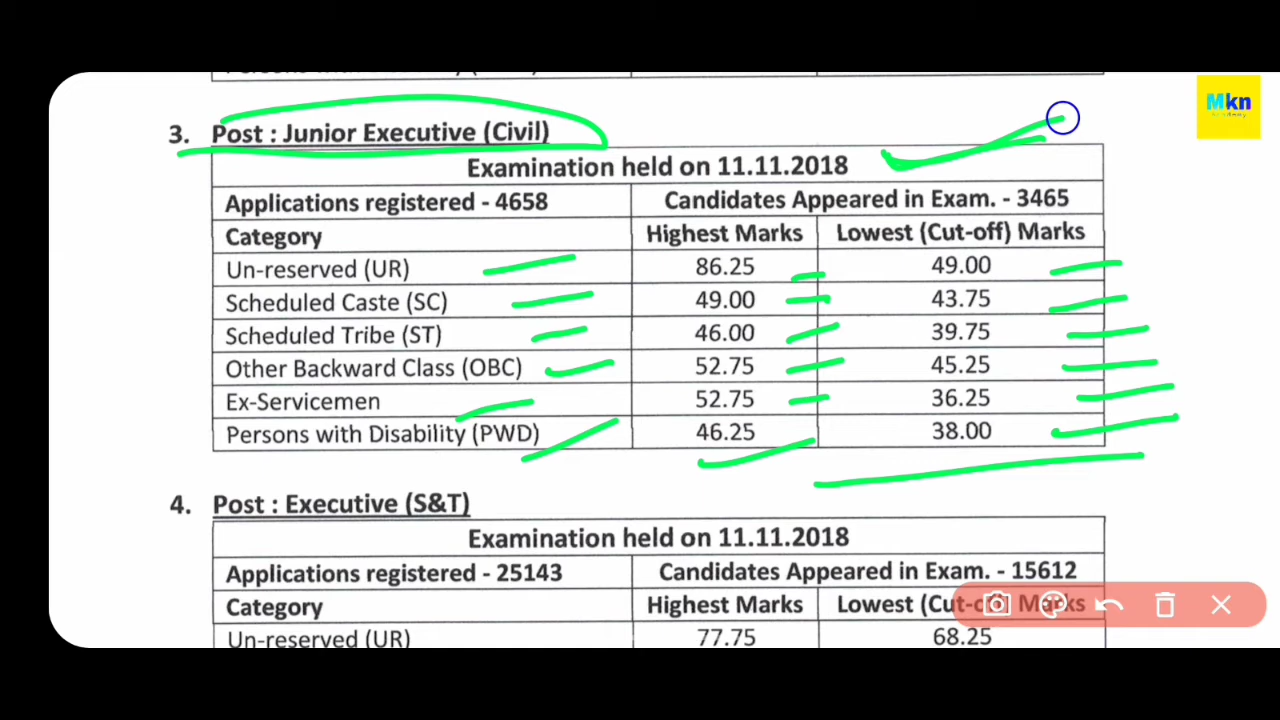 Mkn
3. Post : Junior Executive (Civil)
Examination held on 11.11.2018
Applications registered - 4658 Candidates Appeared in Exam. - 3465
Category Highest Marks Lowest (Cut-off) Marks
Un-reserved (UR) 86.25 49.00
Scheduled Caste (SC) 49.00 43.75
Scheduled Tribe (ST) 46.00 39.75
Other Backward Class (OBC) 52.75 45.25
Ex-Servicemen 52.75 36.25
Persons with Disability (PWD) 46.25 38.00
4. Post : Executive (S&T)
Examination held on 11.11.2018
Applications registered - 25143 Candidates Appeared in Exam. - 15612
Category Highest Marks Lowest (Cut-off) Marks
Un-reserved (UR) 77.75 68.25